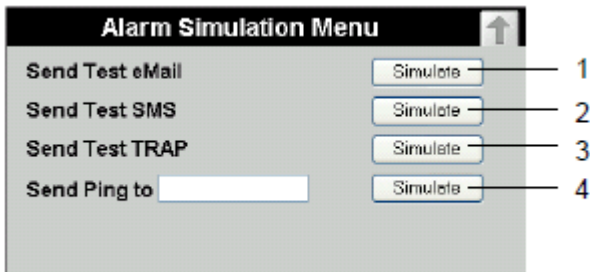 Alarm Simulation Menu
Send Test eMail Simulate 1
Send Test SMS Simulate 2
Send Test TRAP Simulate 3
Send Ping to Simulate 4